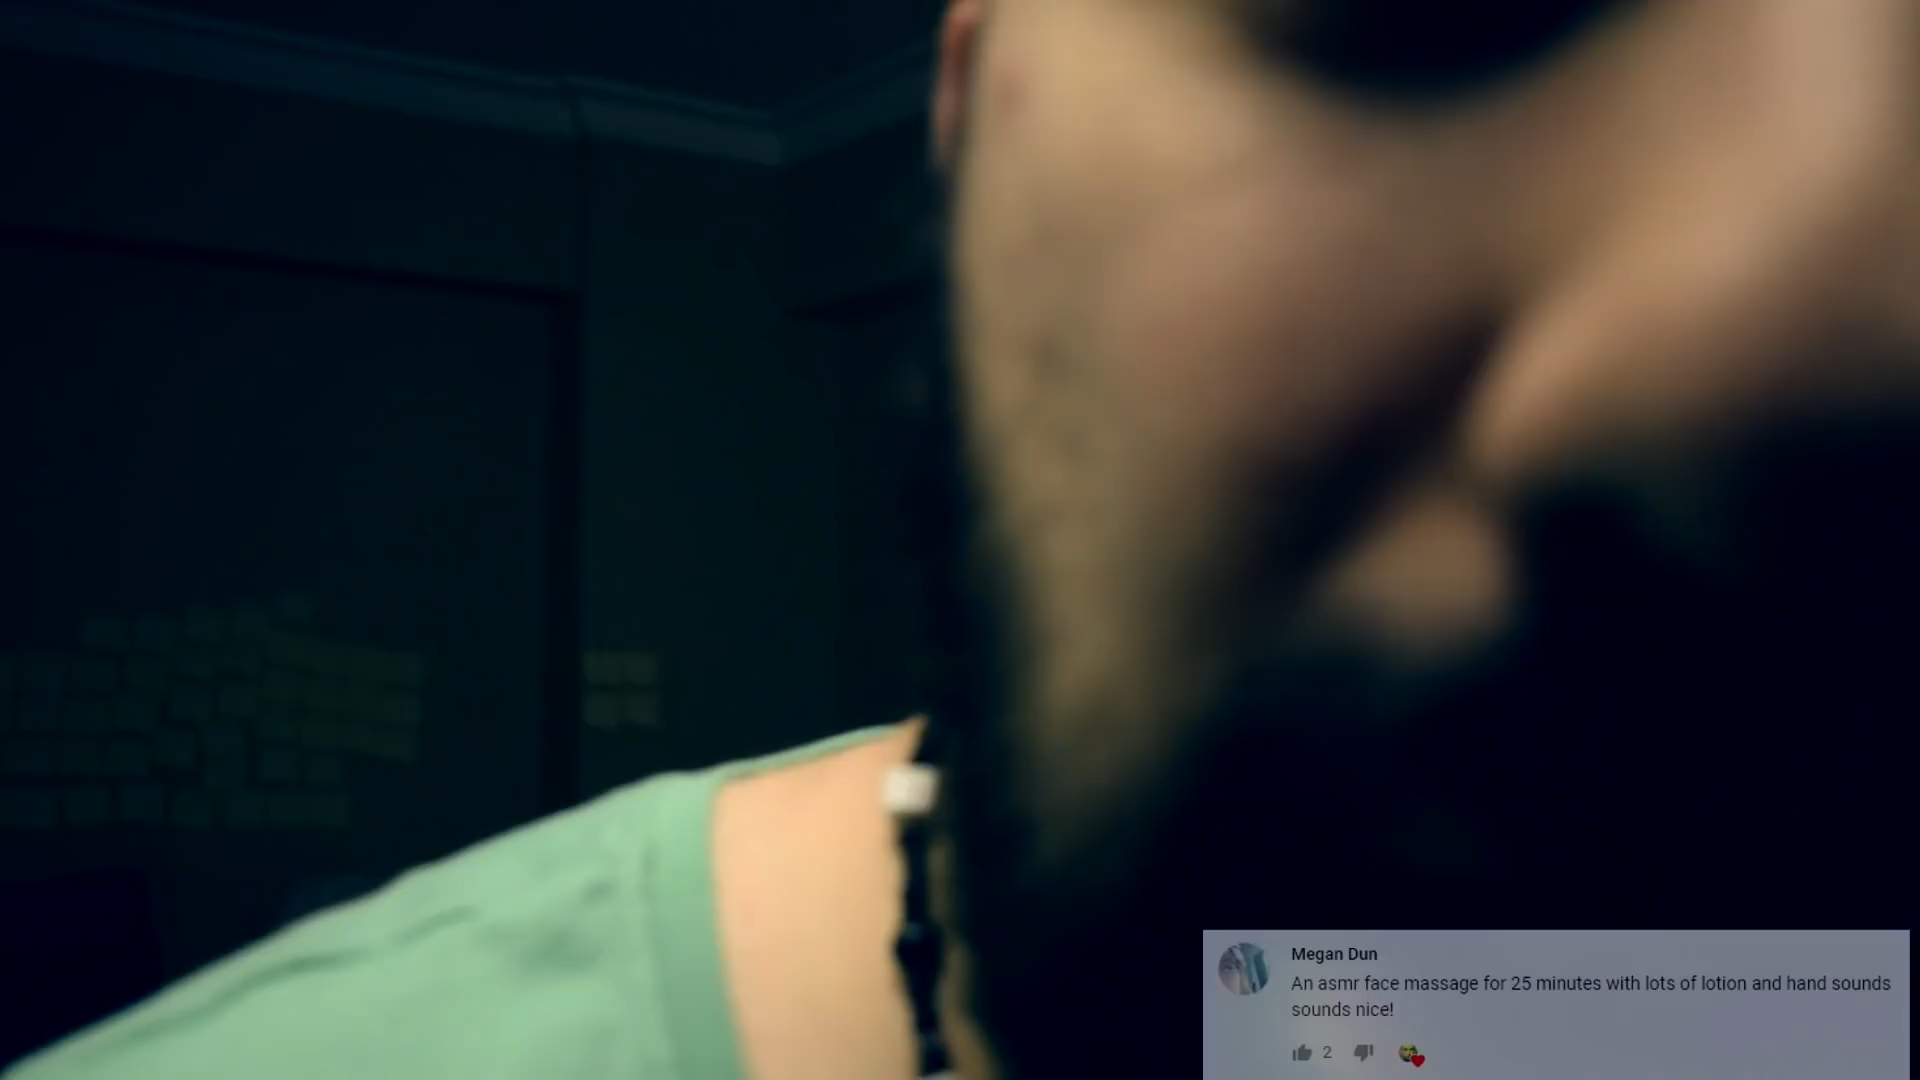 Megan Dun
An asmr face massage for 25 minutes with lots of lotion and hand sounds
sounds nice!
2